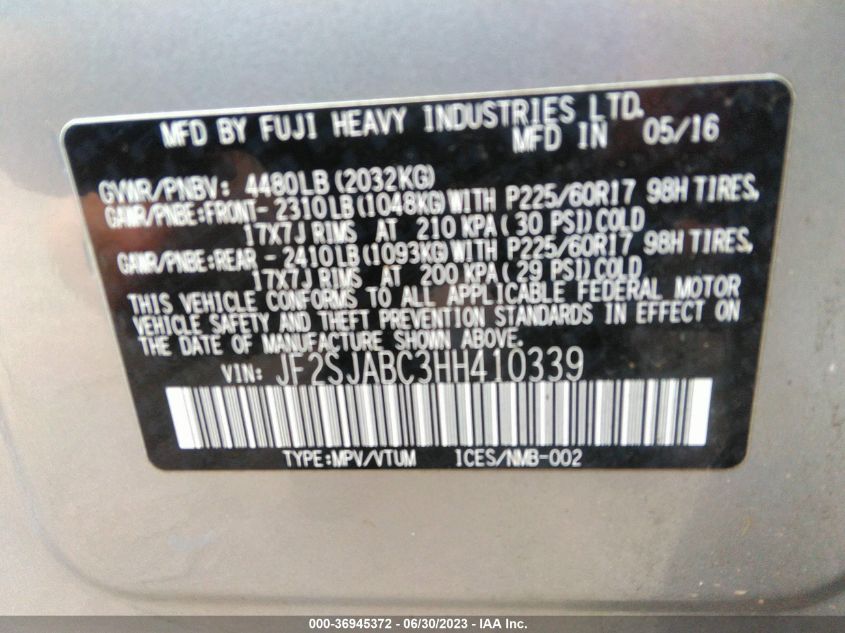 MFD BY FUJI HEAVY INDUSTRIES LTD.
MFD IN 05/16
GVWR/PNBV: 4480LB (2032KG)
GAWR/PNBE:FRONT- 2310LB (1048KG) WITH P225/60R17 98H TIRES,
17X7J RIMS AT 210 KPA (30 PSI) COLD
GAWR/PNBE:REAR - 2410LB (1093KG) WITH P225/60R17 98H TIRES,
17X7J RIMS AT 200 KPA (29 PSI) COLD
THIS VEHICLE CONFORMS TO ALL APPLICABLE FEDERAL MOTOR
VEHICLE SAFETY AND THEFT PREVENTION STANDARDS IN EFFECT ON
THE DATE OF MANUFACTURE SHOWN ABOVE.
VIN: JF2SJABC3HH410339
TYPE:MPV/VTUM ICES/NMB-002
000-36945372 - 06/30/2023 - IAAI.com